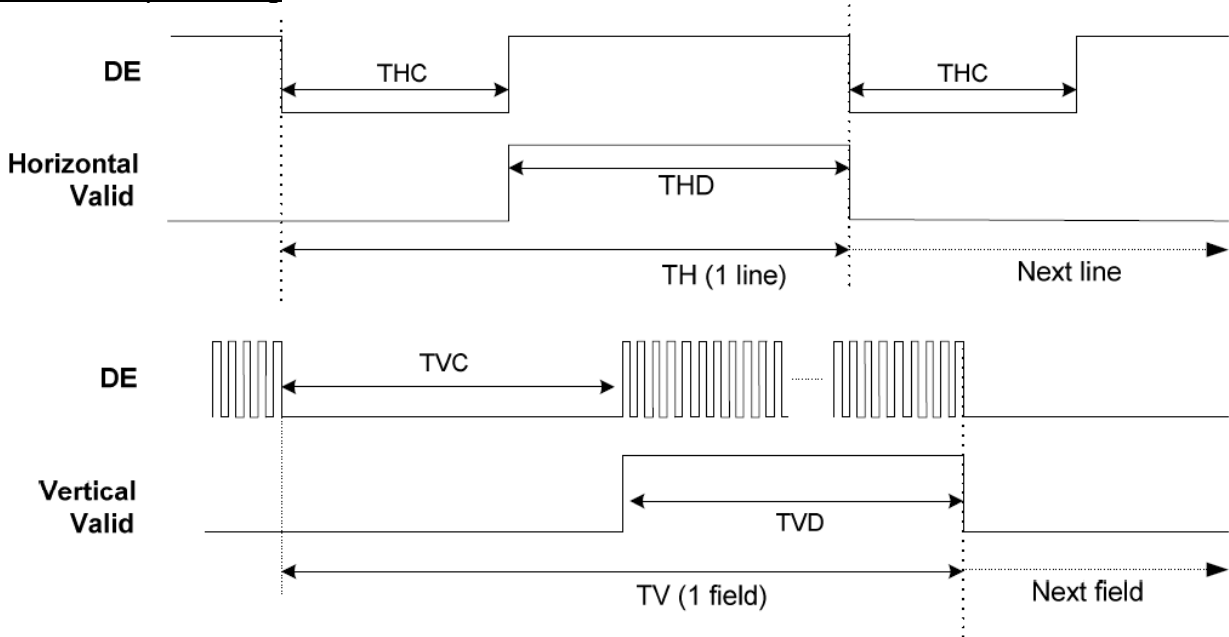 DE
THC
THC
Horizontal
Valid
THD
TH (1 line)
Next line
DE
TVC
Vertical
Valid
TVD
TV (1 field)
Next field